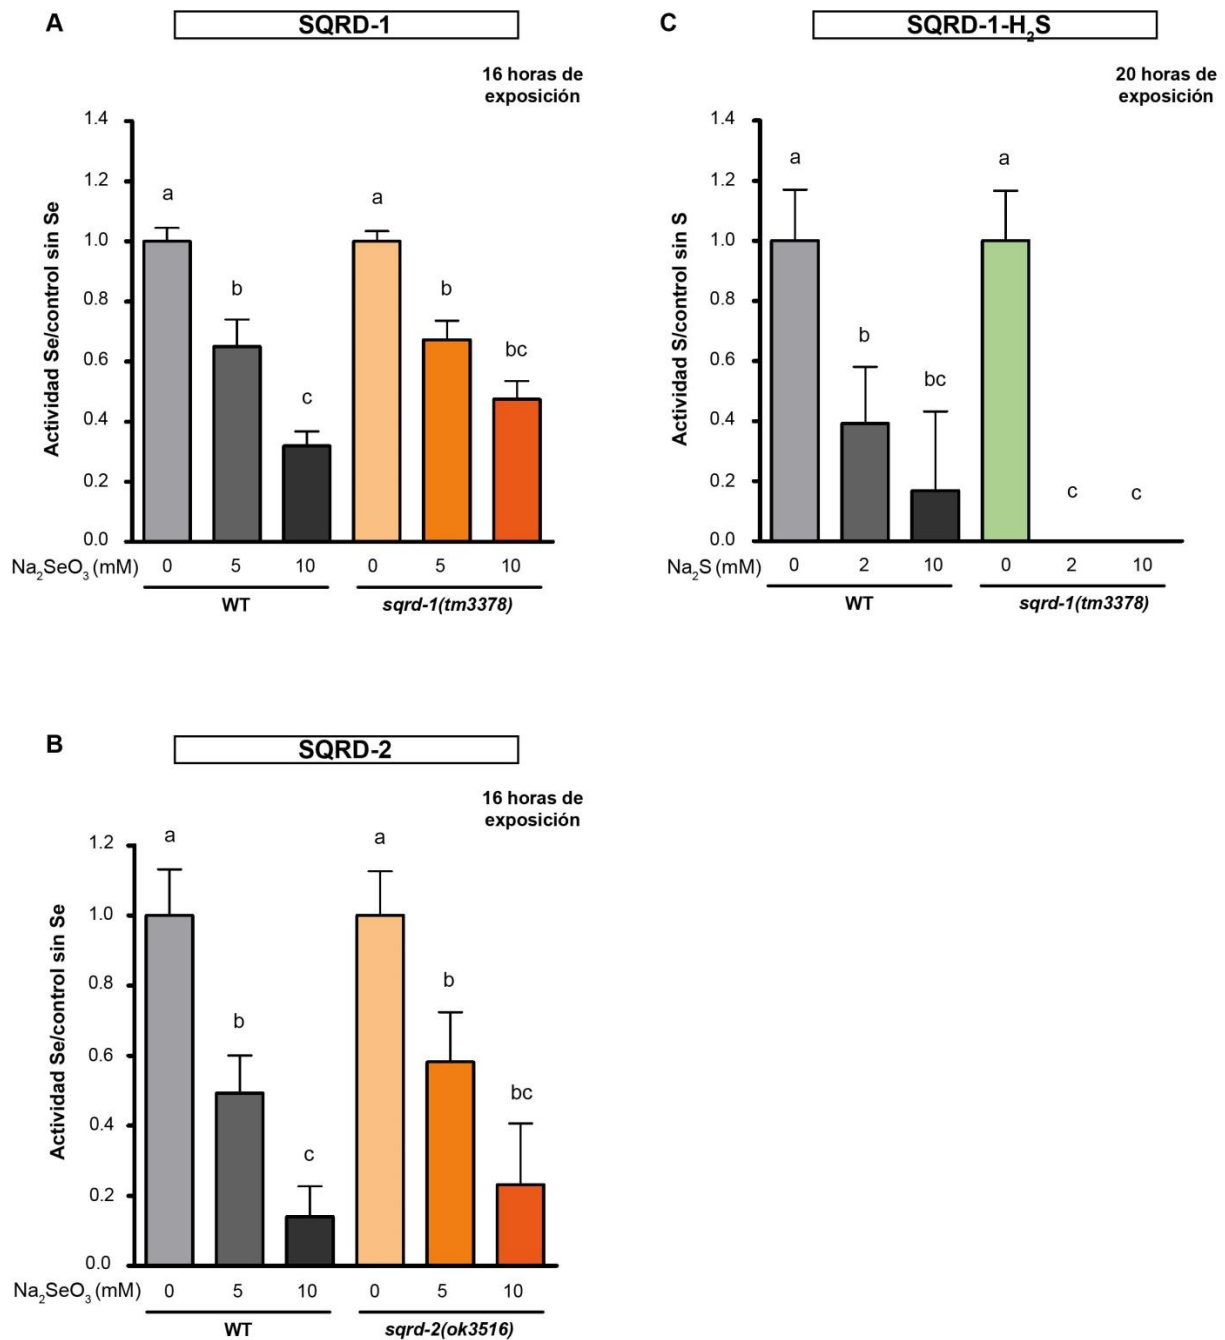 A
SQRD-1
16 horas de
exposición
Actividad Se/control sin Se
1.4
1.2
1.0
0.8
0.6
0.4
0.2
0.0
a
b
c
a
b
bc
Na₂SeO₃ (mM)
0 5 10 0 5 10
WT
sqrd-1(tm3378)
C
SQRD-1-H₂S
20 horas de
exposición
Actividad S/control sin S
1.4
1.2
1.0
0.8
0.6
0.4
0.2
0.0
a
b
bc
a
c
c
Na₂S (mM)
0 2 10 0 2 10
WT
sqrd-1(tm3378)
B
SQRD-2
16 horas de
exposición
Actividad Se/control sin Se
1.2
1.0
0.8
0.6
0.4
0.2
0.0
a
b
c
a
b
bc
Na₂SeO₃ (mM)
0 5 10 0 5 10
WT
sqrd-2(ok3516)